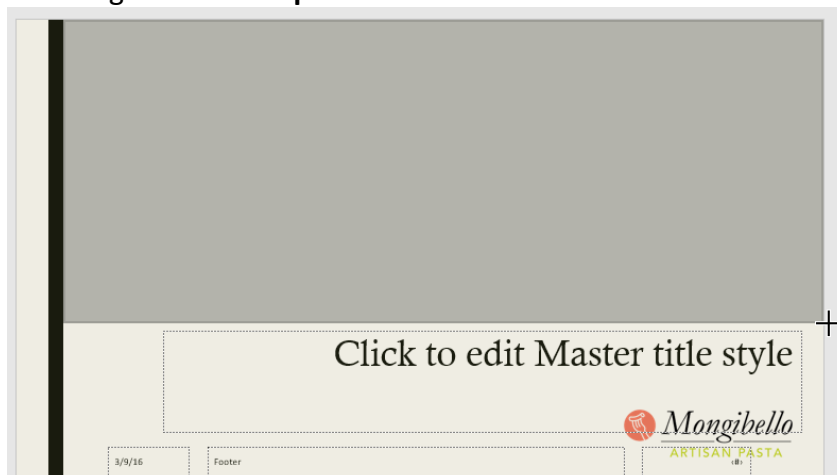 Click to edit Master title style
Mongibello
ARTISAN PASTA
3/9/16
Footer
‹#›